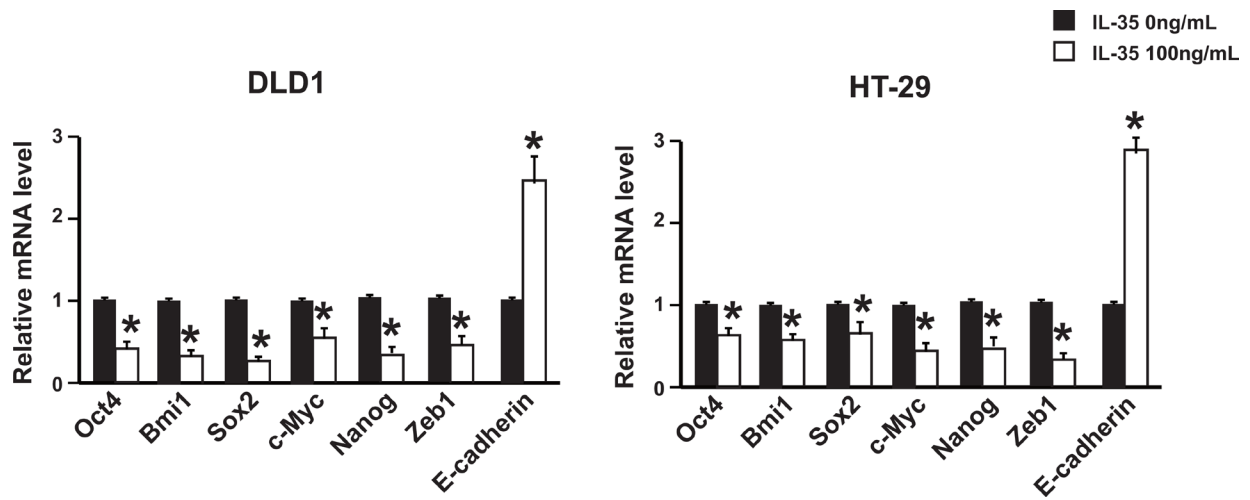 IL-35 0ng/mL
IL-35 100ng/mL
DLD1
Relative mRNA level
3
2
1
0
*
*
*
*
*
*
*
Oct4
Bmi1
Sox2
c-Myc
Nanog
Zeb1
E-cadherin
HT-29
Relative mRNA level
3
2
1
0
*
*
*
*
*
*
*
Oct4
Bmi1
Sox2
c-Myc
Nanog
Zeb1
E-cadherin